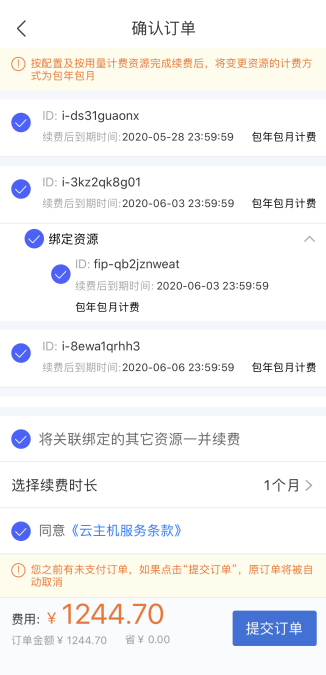 确认订单
按配置及按用量计费资源完成续费后，将变更资源的计费方
式为包年包月
ID: i-ds31guaonx
续费后到期时间:2020-05-28 23:59:59 包年包月计费
ID: i-3kz2qk8g01
续费后到期时间:2020-06-03 23:59:59 包年包月计费
绑定资源
ID: fip-qb2jznweat
续费后到期时间: 2020-06-03 23:59:59
包年包月计费
ID: i-8ewa1qrhh3
续费后到期时间:2020-06-06 23:59:59 包年包月计费
将关联绑定的其它资源一并续费
选择续费时长 1个月
同意《云主机服务条款》
您之前有未支付订单，如果点击“提交订单”，原订单将被自
动取消
费用: ¥ 1244.70
订单金额 ¥ 1244.70 省 ¥ 0.00
提交订单